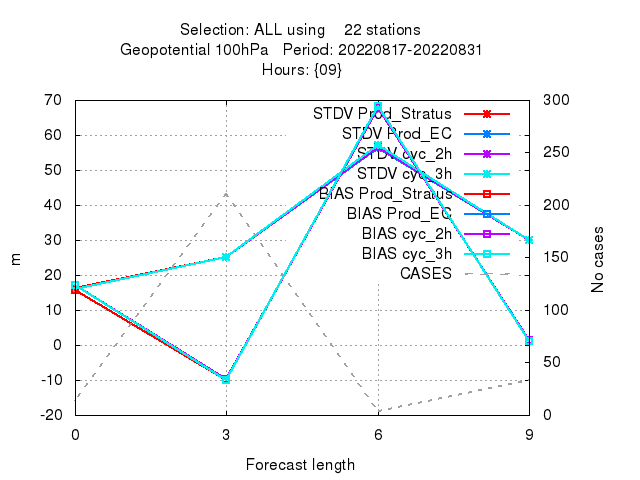 Selection: ALL using 22 stations
Geopotential 100hPa Period: 20220817-20220831
Hours: {09}
70
60
50
40
30
20
10
0
-10
-20
m
300
250
200
150
100
50
0
No cases
STDV Prod_Stratus
STDV Prod_EC
STDV cyc_2h
STDV cyc_3h
BIAS Prod_Stratus
BIAS Prod_EC
BIAS cyc_2h
BIAS cyc_3h
CASES
0 3 6 9
Forecast length